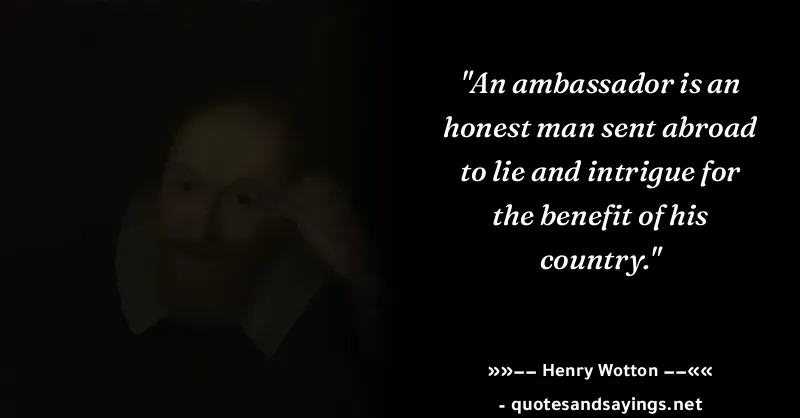 "An ambassador is an
honest man sent abroad
to lie and intrigue for
the benefit of his
country."
»»−− Henry Wotton −−««
- quotesandsayings.net